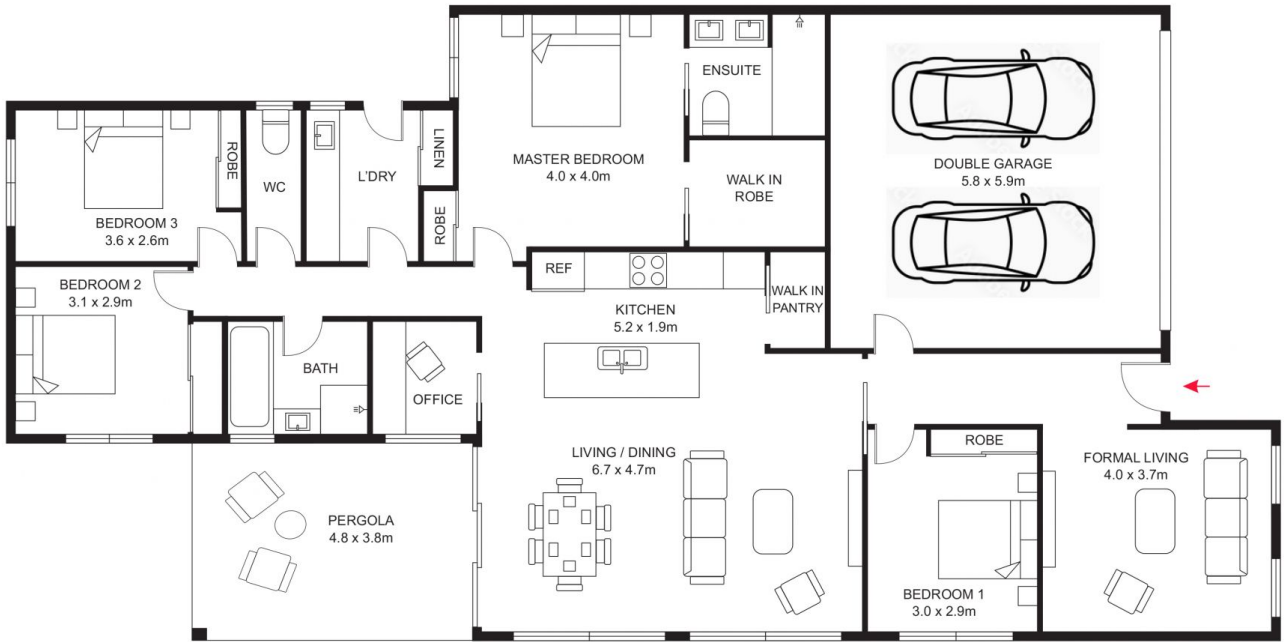 ENSUITE
MASTER BEDROOM
4.0 x 4.0m
WALK IN
ROBE
DOUBLE GARAGE
5.8 x 5.9m
BEDROOM 3
3.6 x 2.6m
ROBE
WC
L'DRY
LINEN
ROBE
BEDROOM 2
3.1 x 2.9m
REF
KITCHEN
5.2 x 1.9m
WALK IN
PANTRY
BATH
OFFICE
LIVING / DINING
6.7 x 4.7m
ROBE
FORMAL LIVING
4.0 x 3.7m
PERGOLA
4.8 x 3.8m
BEDROOM 1
3.0 x 2.9m